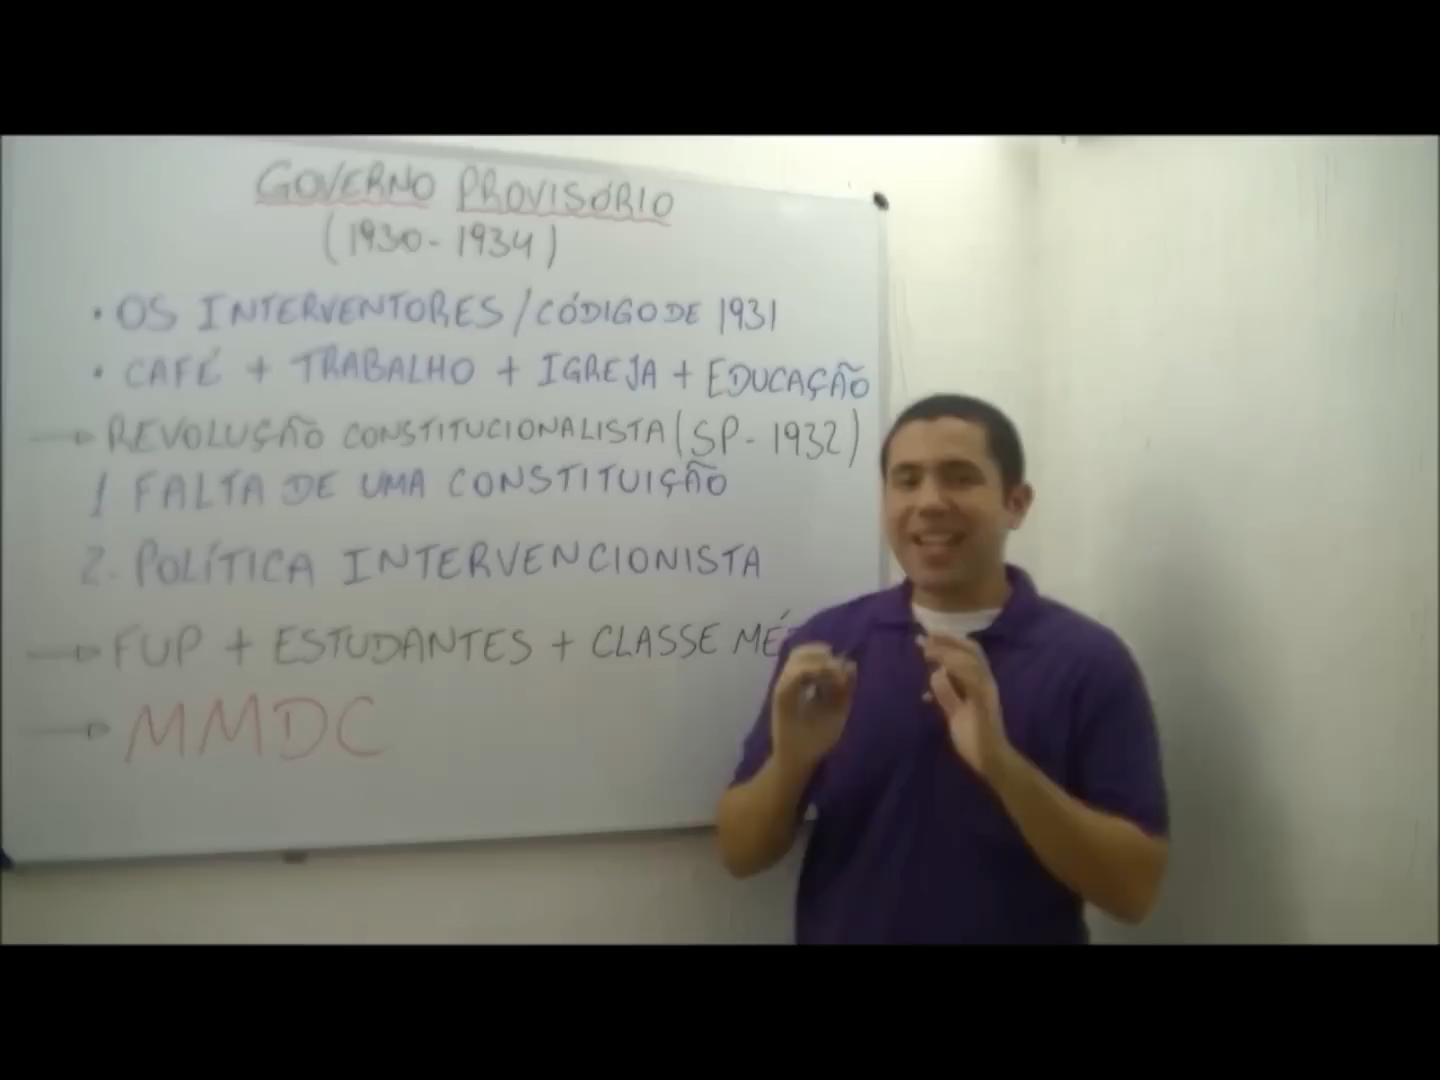 GOVERNO PROVISÓRIO
(1930-1934)
• OS INTERVENTORES/CÓDIGO DE 1931
• CAFÉ + TRABALHO + IGREJA + EDUCAÇÃO
→ REVOLUÇÃO CONSTITUCIONALISTA (SP-1932)
1 FALTA DE UMA CONSTITUIÇÃO
2. POLÍTICA INTERVENCIONISTA
→ FUP + ESTUDANTES + CLASSE MÉ
→ MMDC